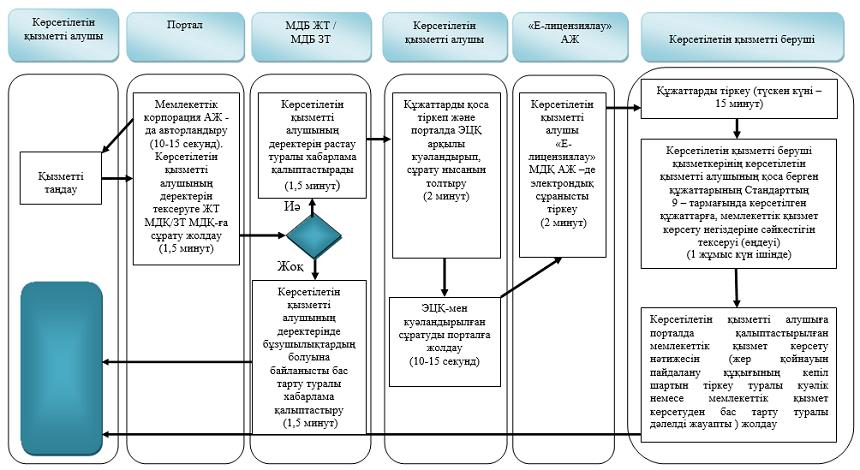 Көрсетілетін
қызметті алушы
Портал
МДБ ЖТ /
МДБ ЗТ
Көрсетілетін
қызметті алушы
«Е-лицензиялау»
АЖ
Көрсетілетін қызметті беруші
Қызметті
таңдау
Мемлекеттік
корпорация АЖ -
да авторландыру
(10-15 секунд).
Көрсетілетін
қызметті
алушының
деректерін
тексеруге ЖТ
МДҚ/ЗТ МДҚ-ға
сұрату жолдау
(1,5 минут)
Көрсетілетін
қызметті
алушының
деректерін растау
туралы хабарлама
қалыптастырады
(1,5 минут)
Иә
Жоқ
Көрсетілетін
қызметті
алушының
деректерінде
бұзушылықтардың
болуына
байланысты бас
тарту туралы
хабарлама
қалыптастыру
(1,5 минут)
Құжаттарды қоса
тіркеп және
порталда ЭЦҚ
арқылы
куәландырып,
сұрату нысанын
толтыру
(2 минут)
ЭЦҚ-мен
куәландырылған
сұратуды порталға
жолдау
(10-15 секунд)
Көрсетілетін
қызметті
алушы
«Е-
лицензиялау»
МДҚ АЖ –де
электрондық
сұранысты
тіркеу
(2 минут)
Құжаттарды тіркеу (түскен күні –
15 минут)
Көрсетілетін қызметті беруші
қызметкерінің көрсетілетін
қызметті алушының қоса берген
құжаттарының Стандарттың
9 – тармағында көрсетілген
құжаттарға, мемлекеттік қызмет
көрсету негіздеріне сәйкестігін
тексеруі (өңдеуі)
(1 жұмыс күн ішінде)
Көрсетілетін қызметті алушыға
порталда қалыптастырылған
мемлекеттік қызмет көрсету
нәтижесін (жер қойнауын
пайдалану құқығының кепіл
шартын тіркеу туралы куәлік
немесе мемлекеттік қызмет
көрсетуден бас тарту туралы
дәлелді жауапты ) жолдау